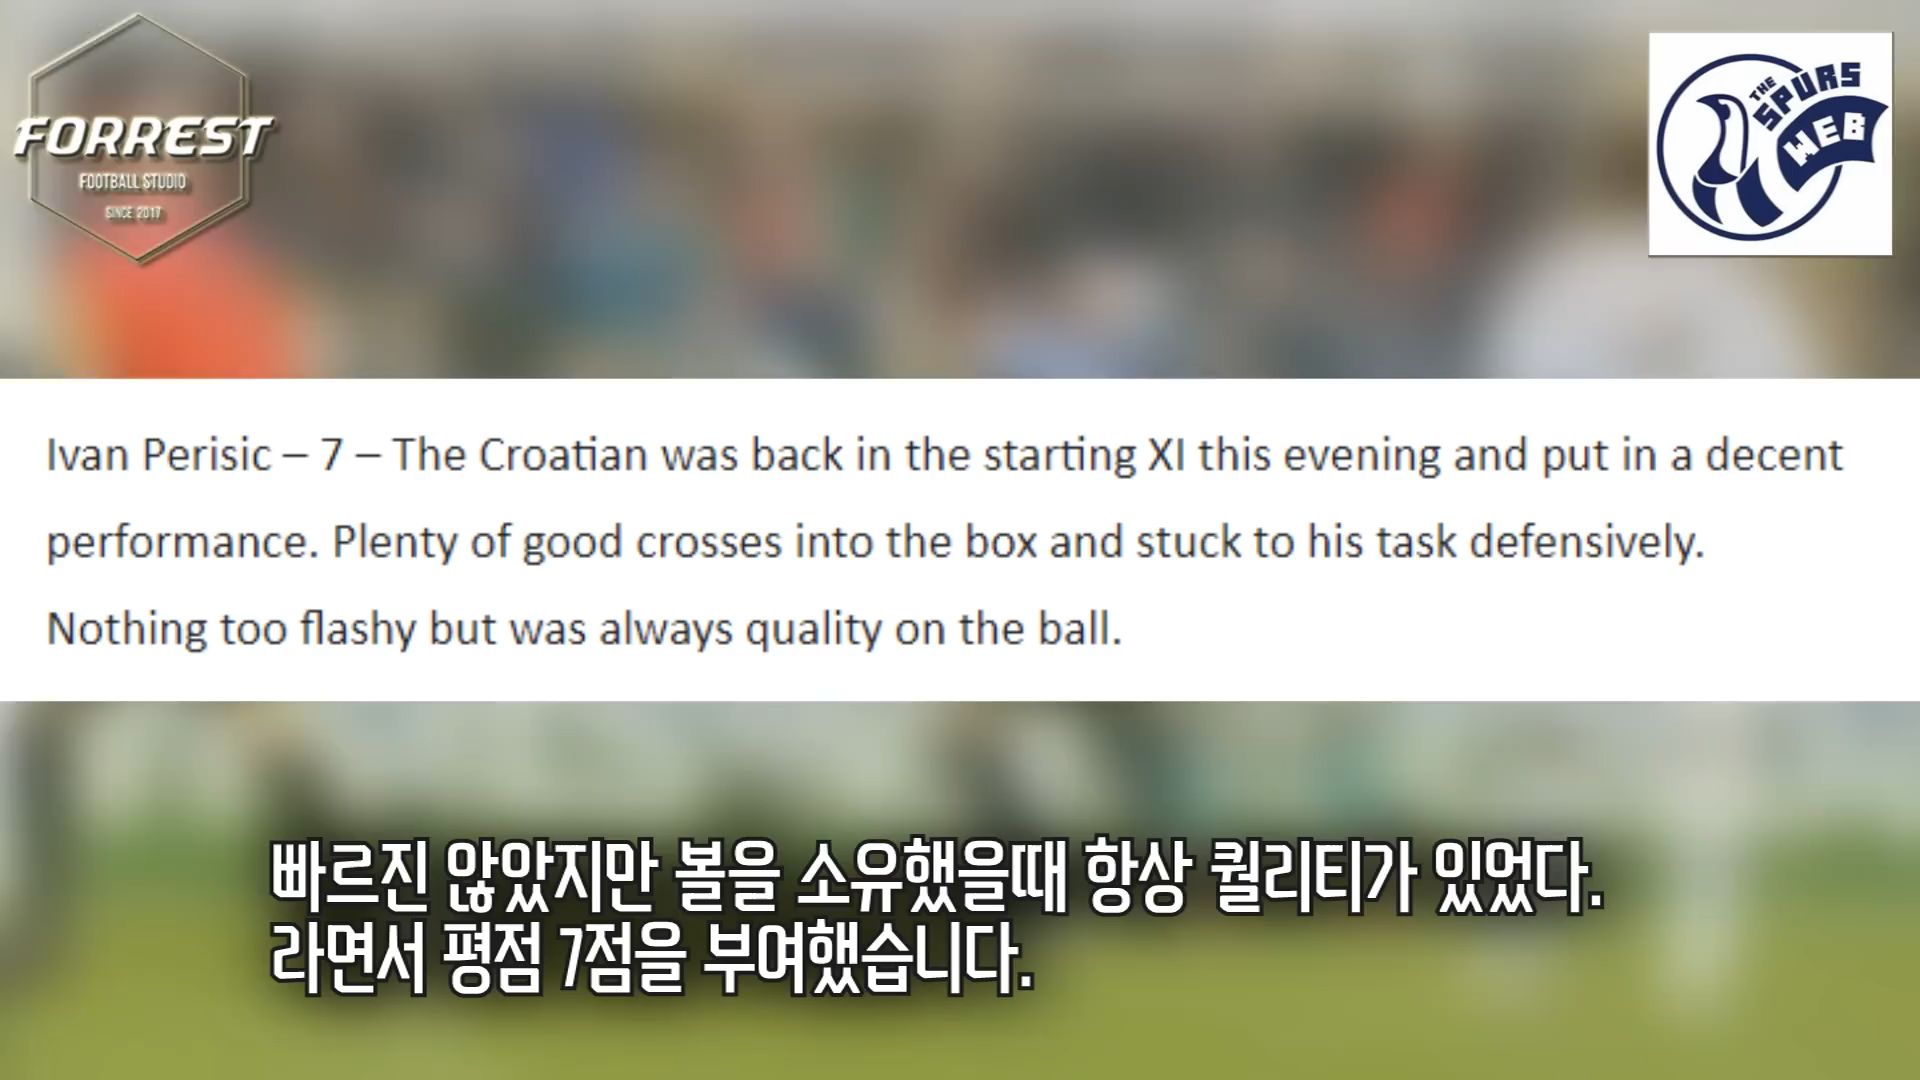 FORREST
FOOTBALL STUDIO
SINCE 2017
THE
SPURS
WEB
Ivan Perisic – 7 – The Croatian was back in the starting XI this evening and put in a decent
performance. Plenty of good crosses into the box and stuck to his task defensively.
Nothing too flashy but was always quality on the ball.
빠르진 않았지만 볼을 소유했을때 항상 퀄리티가 있었다.
라면서 평점 7점을 부여했습니다.